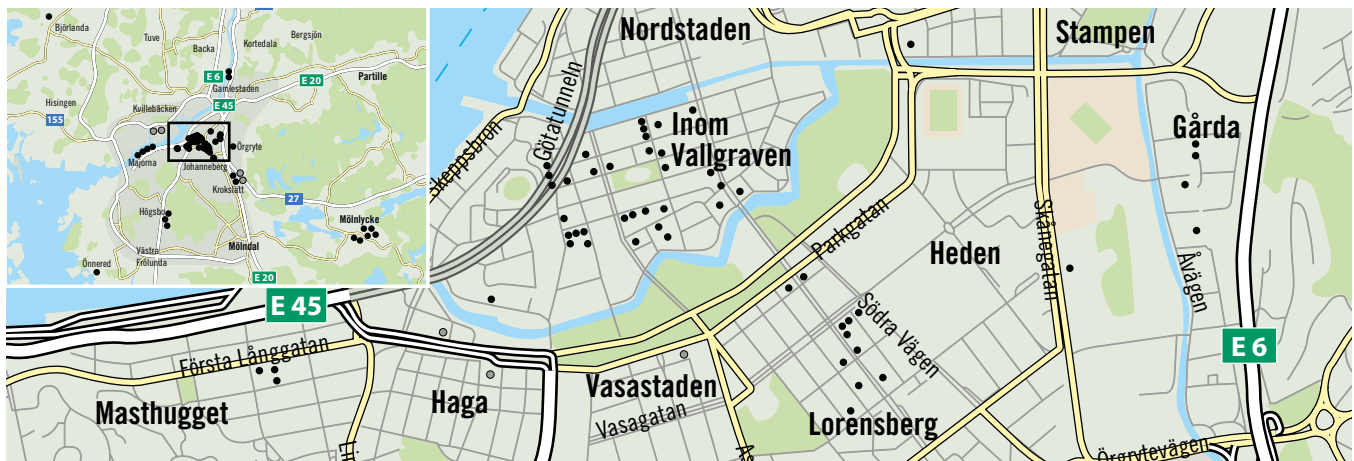 Björlanda
Tuve
Bergsjön
Backa
Kortedala
E 6
Partille
E 20
Gamlestaden
Hisingen
E 45
Kvillebäcken
155
Örgryte
Majorna
Johanneberg
Krokslätt
27
Högsbo
Mölnlycke
Mölndal
Västra
Frölunda
Önnered
E 20
Nordstaden
Stampen
Götatunneln
Inom
Vallgraven
Gårda
Skeppsbron
Parkgatan
Skånegatan
Heden
Åvägen
E 45
Södra Vägen
E 6
Första Långgatan
Vasastaden
Haga
Masthugget
Vasagatan
Lorensberg
Örgrytevägen